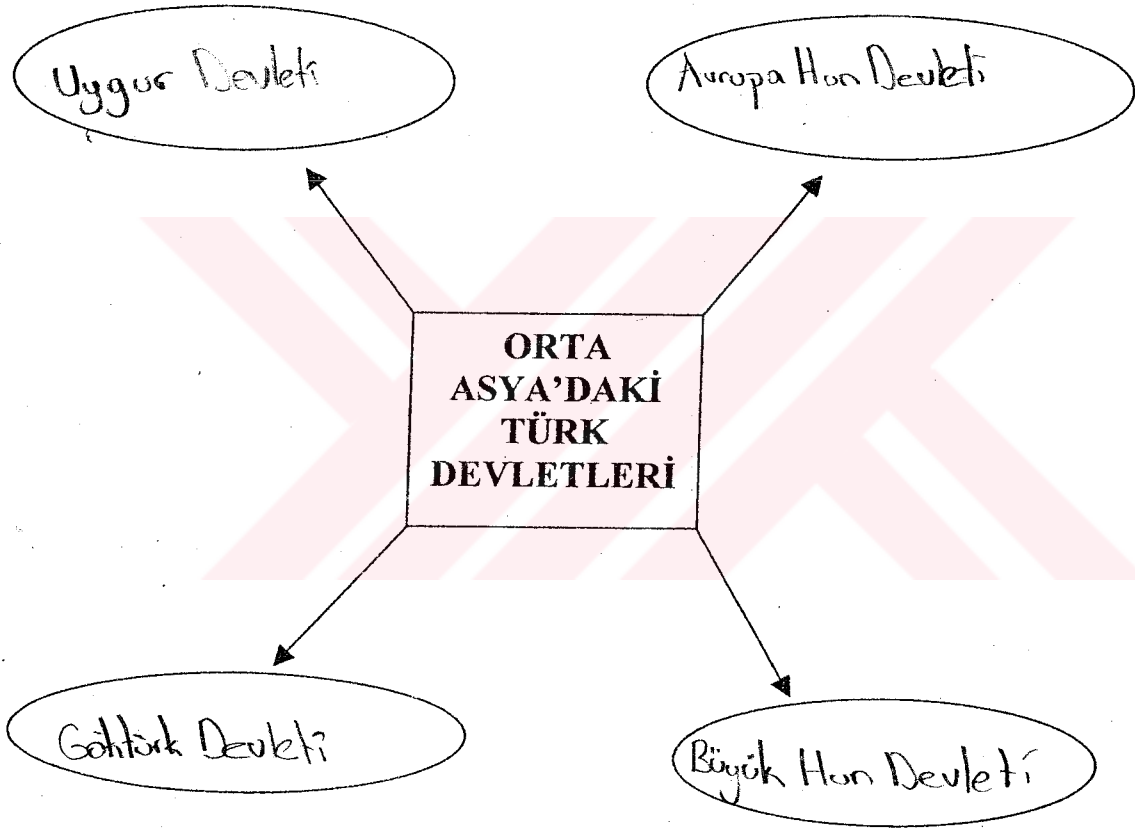 Uygur Devleti
Avrupa Hun Devleti
ORTA
ASYA'DAKİ
TÜRK
DEVLETLERİ
Göktürk Devleti
Büyük Hun Devleti